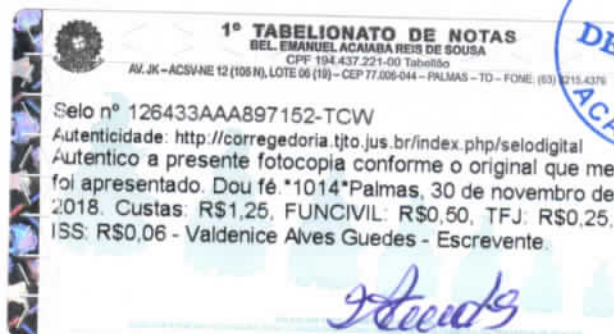 1º TABELIONATO DE NOTAS
BEL. EMANUEL ACAIABA REIS DE SOUSA
CPF 194.437.221-00 Tabelião
AV. JK – ACSV-NE 12 (106 N), LOTE 06 (19) – CEP 77.006-044 – PALMAS – TO – FONE: (63) 3215.4376
DE
ACA
Selo nº 126433AAA897152-TCW
Autenticidade: http://corregedoria.tjto.jus.br/index.php/selodigital
Autentico a presente fotocopia conforme o original que me
foi apresentado. Dou fé.*1014*Palmas, 30 de novembro de
2018. Custas: R$1,25, FUNCIVIL: R$0,50, TFJ: R$0,25,
ISS: R$0,06 - Valdenice Alves Guedes - Escrevente.